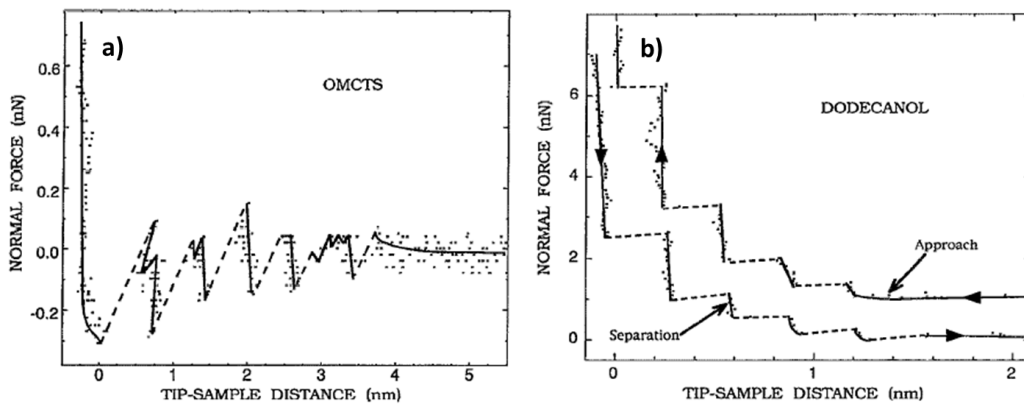 a)
OMCTS
NORMAL FORCE (nN)
0.6
0.4
0.2
0.0
-0.2
0
1
2
3
4
5
TIP-SAMPLE DISTANCE (nm)
b)
DODECANOL
NORMAL FORCE (nN)
6
4
2
0
Approach
Separation
0
1
2
TIP-SAMPLE DISTANCE (nm)